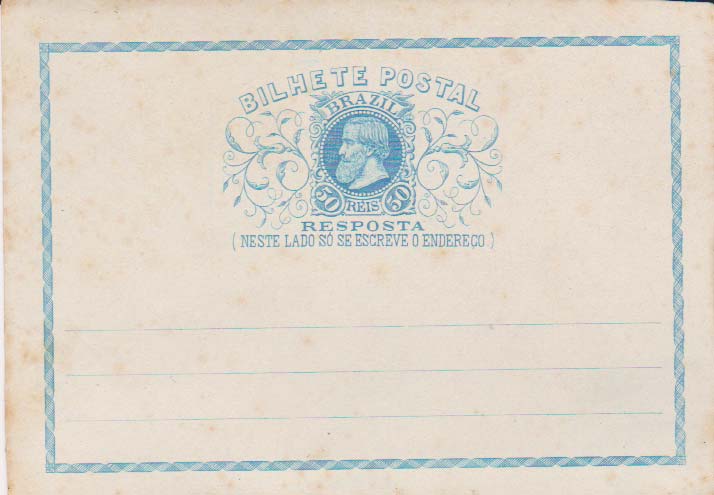 BILHETE POSTAL
BRAZIL
50 REIS 50
RESPOSTA
(NESTE LADO SÓ SE ESCREVE O ENDEREÇO)